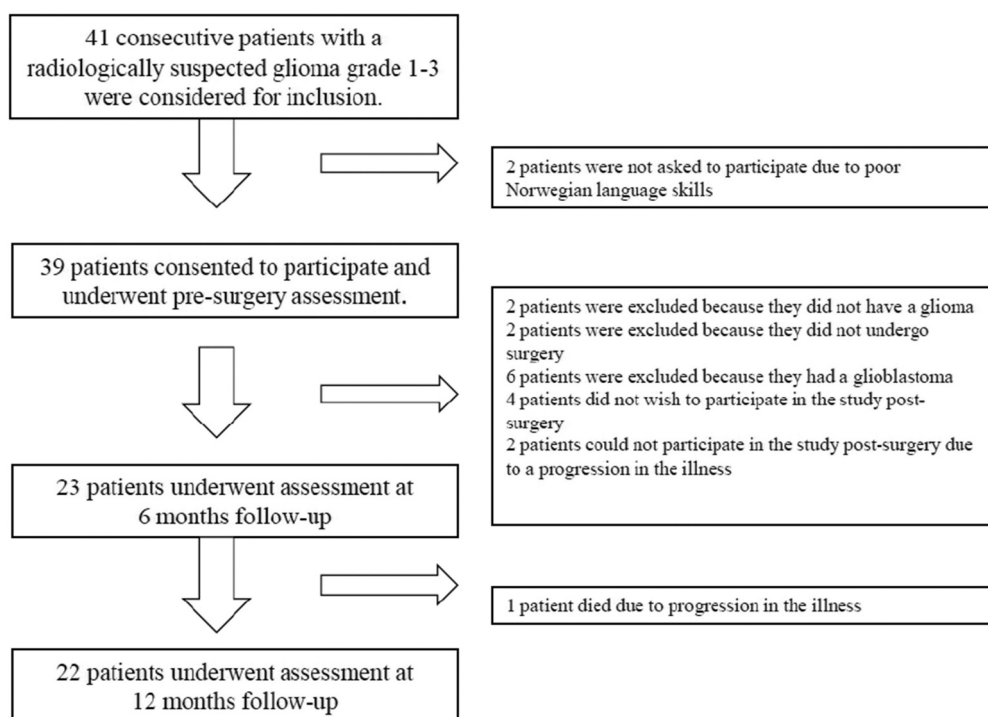 41 consecutive patients with a
radiologically suspected glioma grade 1-3
were considered for inclusion.
2 patients were not asked to participate due to poor
Norwegian language skills
39 patients consented to participate and
underwent pre-surgery assessment.
2 patients were excluded because they did not have a glioma
2 patients were excluded because they did not undergo
surgery
6 patients were excluded because they had a glioblastoma
4 patients did not wish to participate in the study post-
surgery
2 patients could not participate in the study post-surgery due
to a progression in the illness
23 patients underwent assessment at
6 months follow-up
1 patient died due to progression in the illness
22 patients underwent assessment at
12 months follow-up